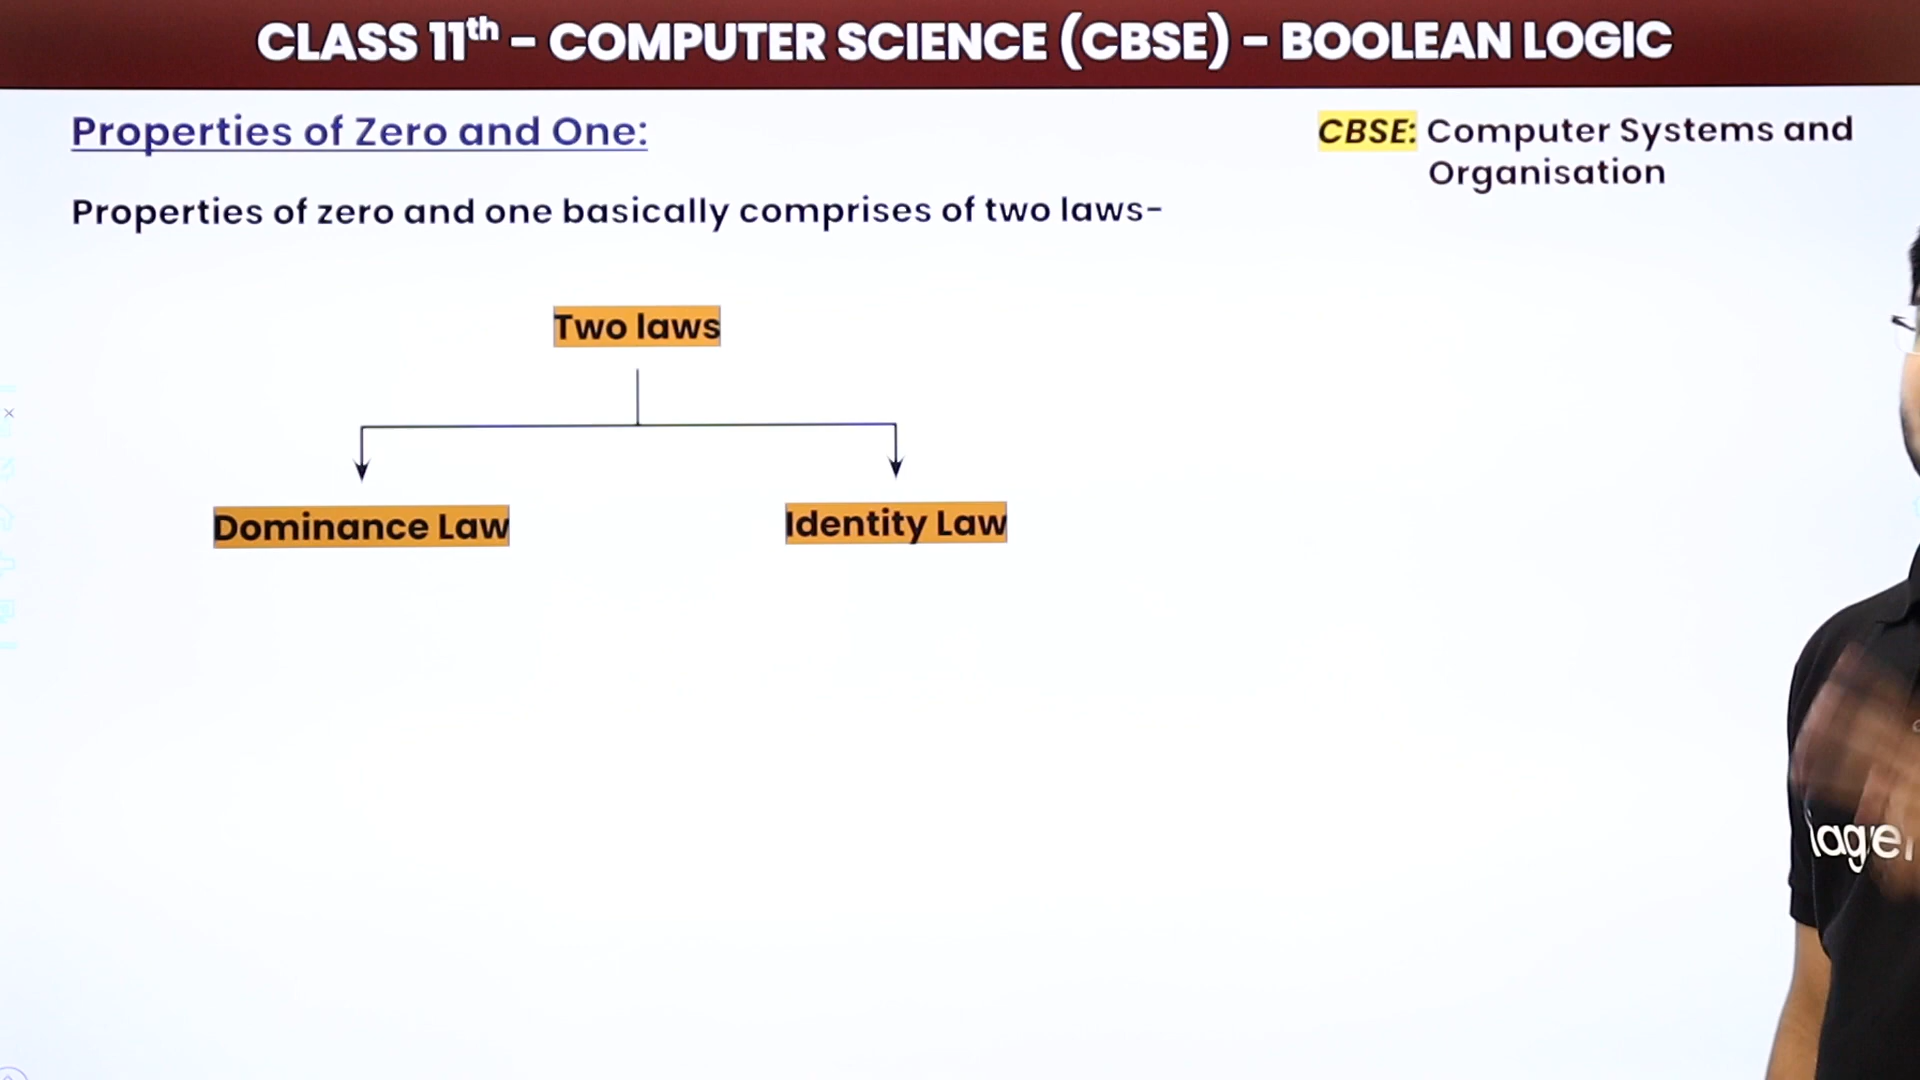 CLASS 11th - COMPUTER SCIENCE (CBSE) - BOOLEAN LOGIC
Properties of Zero and One:
CBSE: Computer Systems and
Organisation
Properties of zero and one basically comprises of two laws-
Two laws
Dominance Law
Identity Law